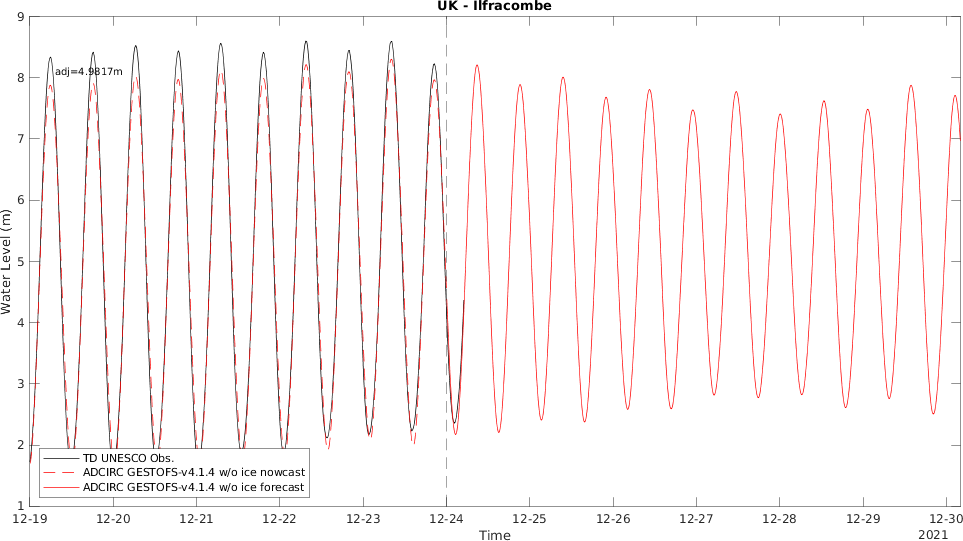 UK - Ilfracombe
adj=4.9817m
Water Level (m)
9
8
7
6
5
4
3
2
1
TD UNESCO Obs.
ADCIRC GESTOFS-v4.1.4 w/o ice nowcast
ADCIRC GESTOFS-v4.1.4 w/o ice forecast
12-19 12-20 12-21 12-22 12-23 12-24 12-25 12-26 12-27 12-28 12-29 12-30
Time
2021